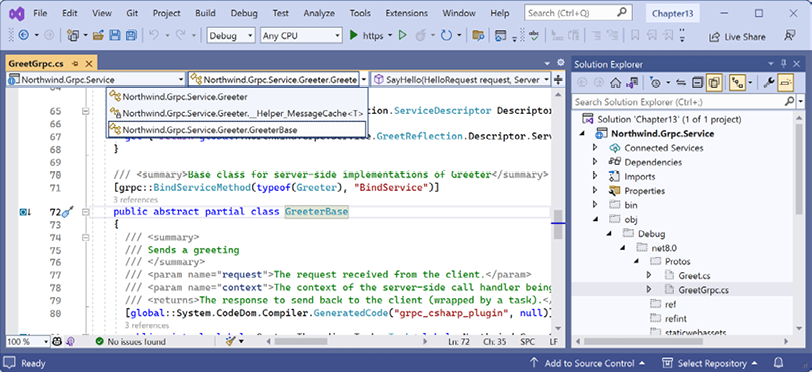 File Edit View Git Project Build Debug Test Analyze Tools Extensions Window Help Search (Ctrl+Q) Chapter13
Debug Any CPU https Live Share
GreetGrpc.cs
Northwind.Grpc.Service Northwind.Grpc.Service.Greeter.Greete SayHello(HelloRequest request, Server
Northwind.Grpc.Service.Greeter
65 Northwind.Grpc.Service.Greeter.__Helper_MessageCache<T> tion.ServiceDescriptor Descriptor
Northwind.Grpc.Service.Greeter.GreeterBase
GreetReflection.Descriptor.Serv
68 }
69
70 /// <summary>Base class for server-side implementations of Greeter</summary>
71 [grpc::BindServiceMethod(typeof(Greeter), "BindService")]
3 references
72 public abstract partial class GreeterBase
73 {
74 /// <summary>
75 /// Sends a greeting
76 /// </summary>
77 /// <param name="request">The request received from the client.</param>
78 /// <param name="context">The context of the server-side call handler being
79 /// <returns>The response to send back to the client (wrapped by a task).</
80 [global::System.CodeDom.Compiler.GeneratedCode("grpc_csharp_plugin", null)]
3 references
100 % No issues found Ln: 72 Ch: 35 SPC LF
Solution Explorer
Search Solution Explorer (Ctrl+;)
Solution 'Chapter13' (1 of 1 project)
Northwind.Grpc.Service
Connected Services
Dependencies
Imports
Properties
bin
obj
Debug
net8.0
Protos
Greet.cs
GreetGrpc.cs
ref
refint
staticwebassets
Ready Add to Source Control Select Repository